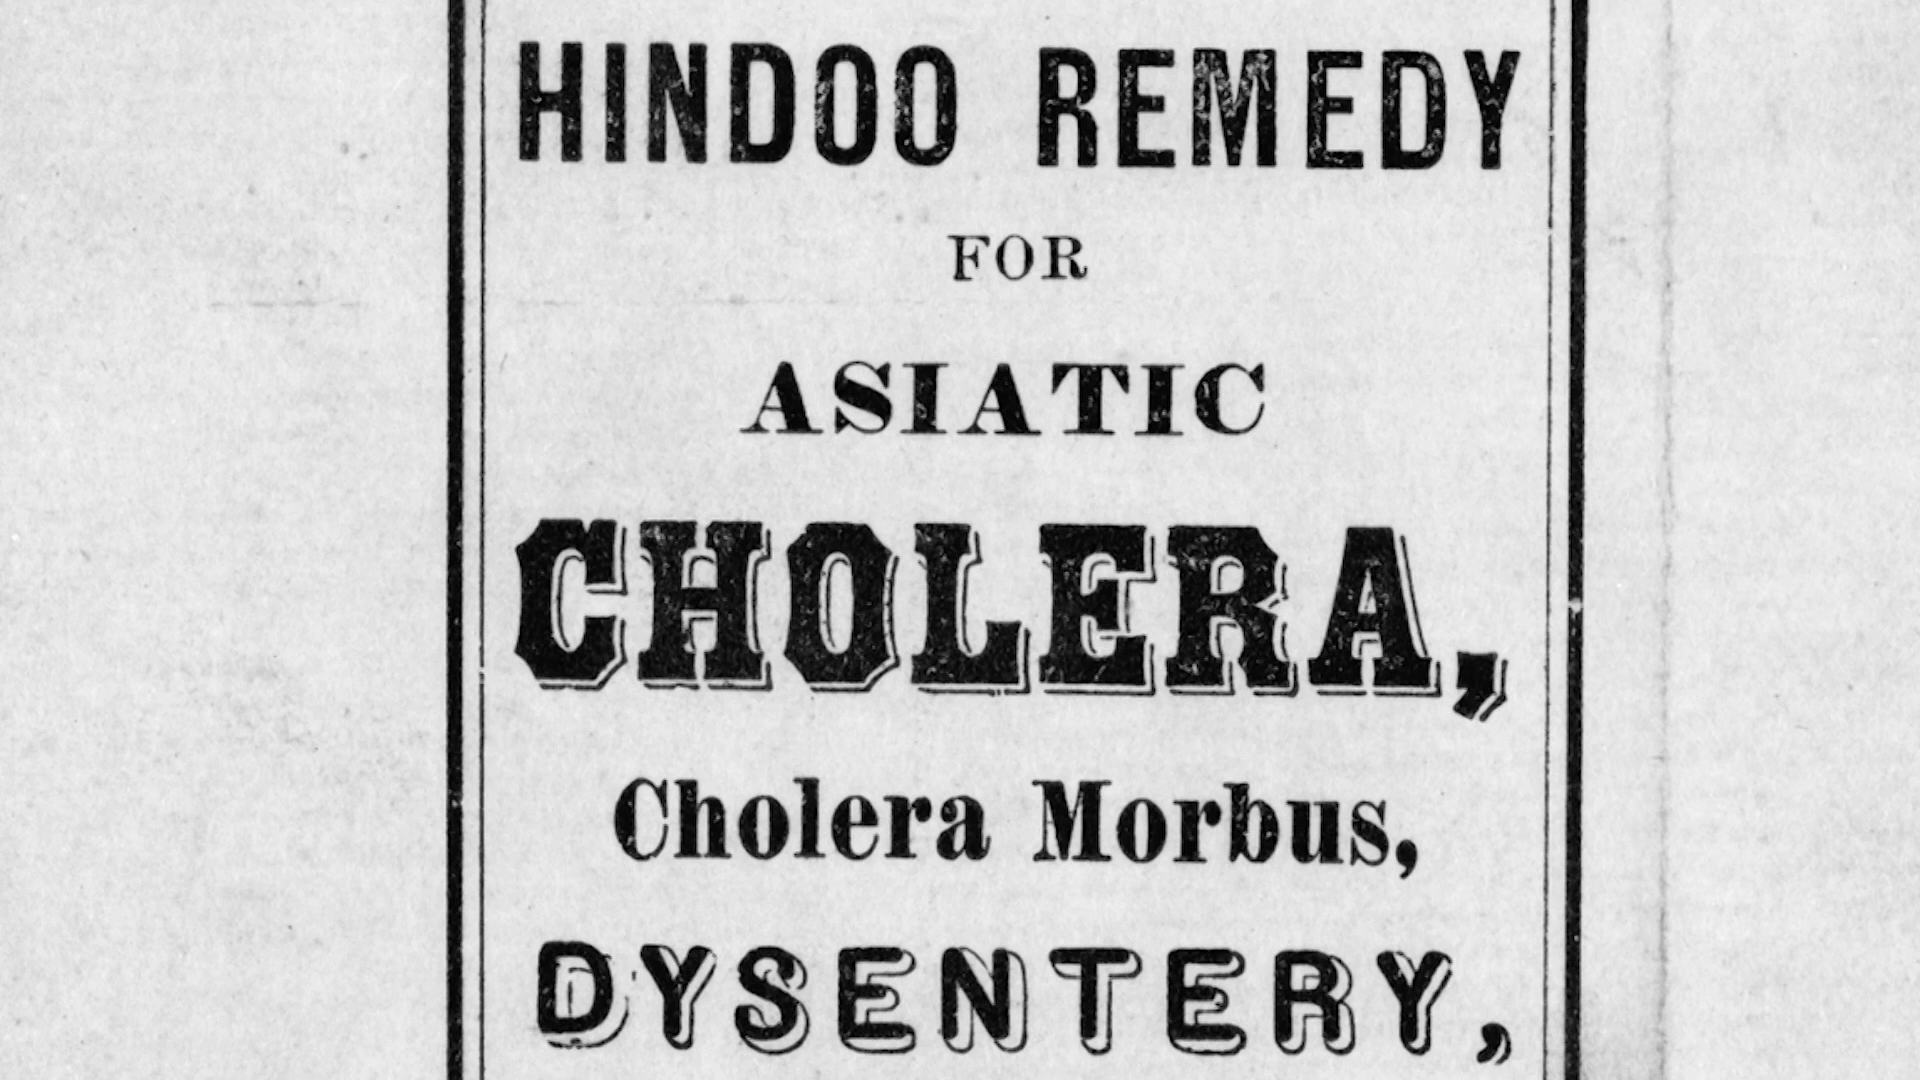 HINDOO REMEDY
FOR
ASIATIC
CHOLERA,
Cholera Morbus,
DYSENTERY,